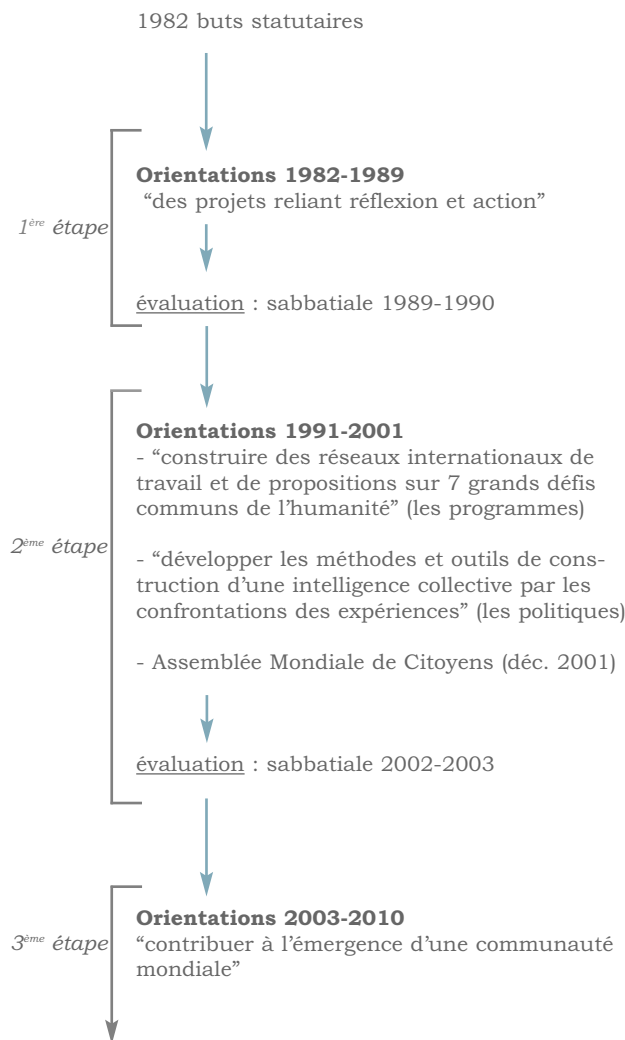 1982 buts statutaires
Orientations 1982-1989
“des projets reliant réflexion et action”
1ère étape
évaluation : sabbatiale 1989-1990
Orientations 1991-2001
- “construire des réseaux internationaux de
travail et de propositions sur 7 grands défis
communs de l’humanité” (les programmes)
2ème étape
- “développer les méthodes et outils de cons-
truction d’une intelligence collective par les
confrontations des expériences” (les politiques)
- Assemblée Mondiale de Citoyens (déc. 2001)
évaluation : sabbatiale 2002-2003
Orientations 2003-2010
3ème étape
“contribuer à l’émergence d’une communauté
mondiale”